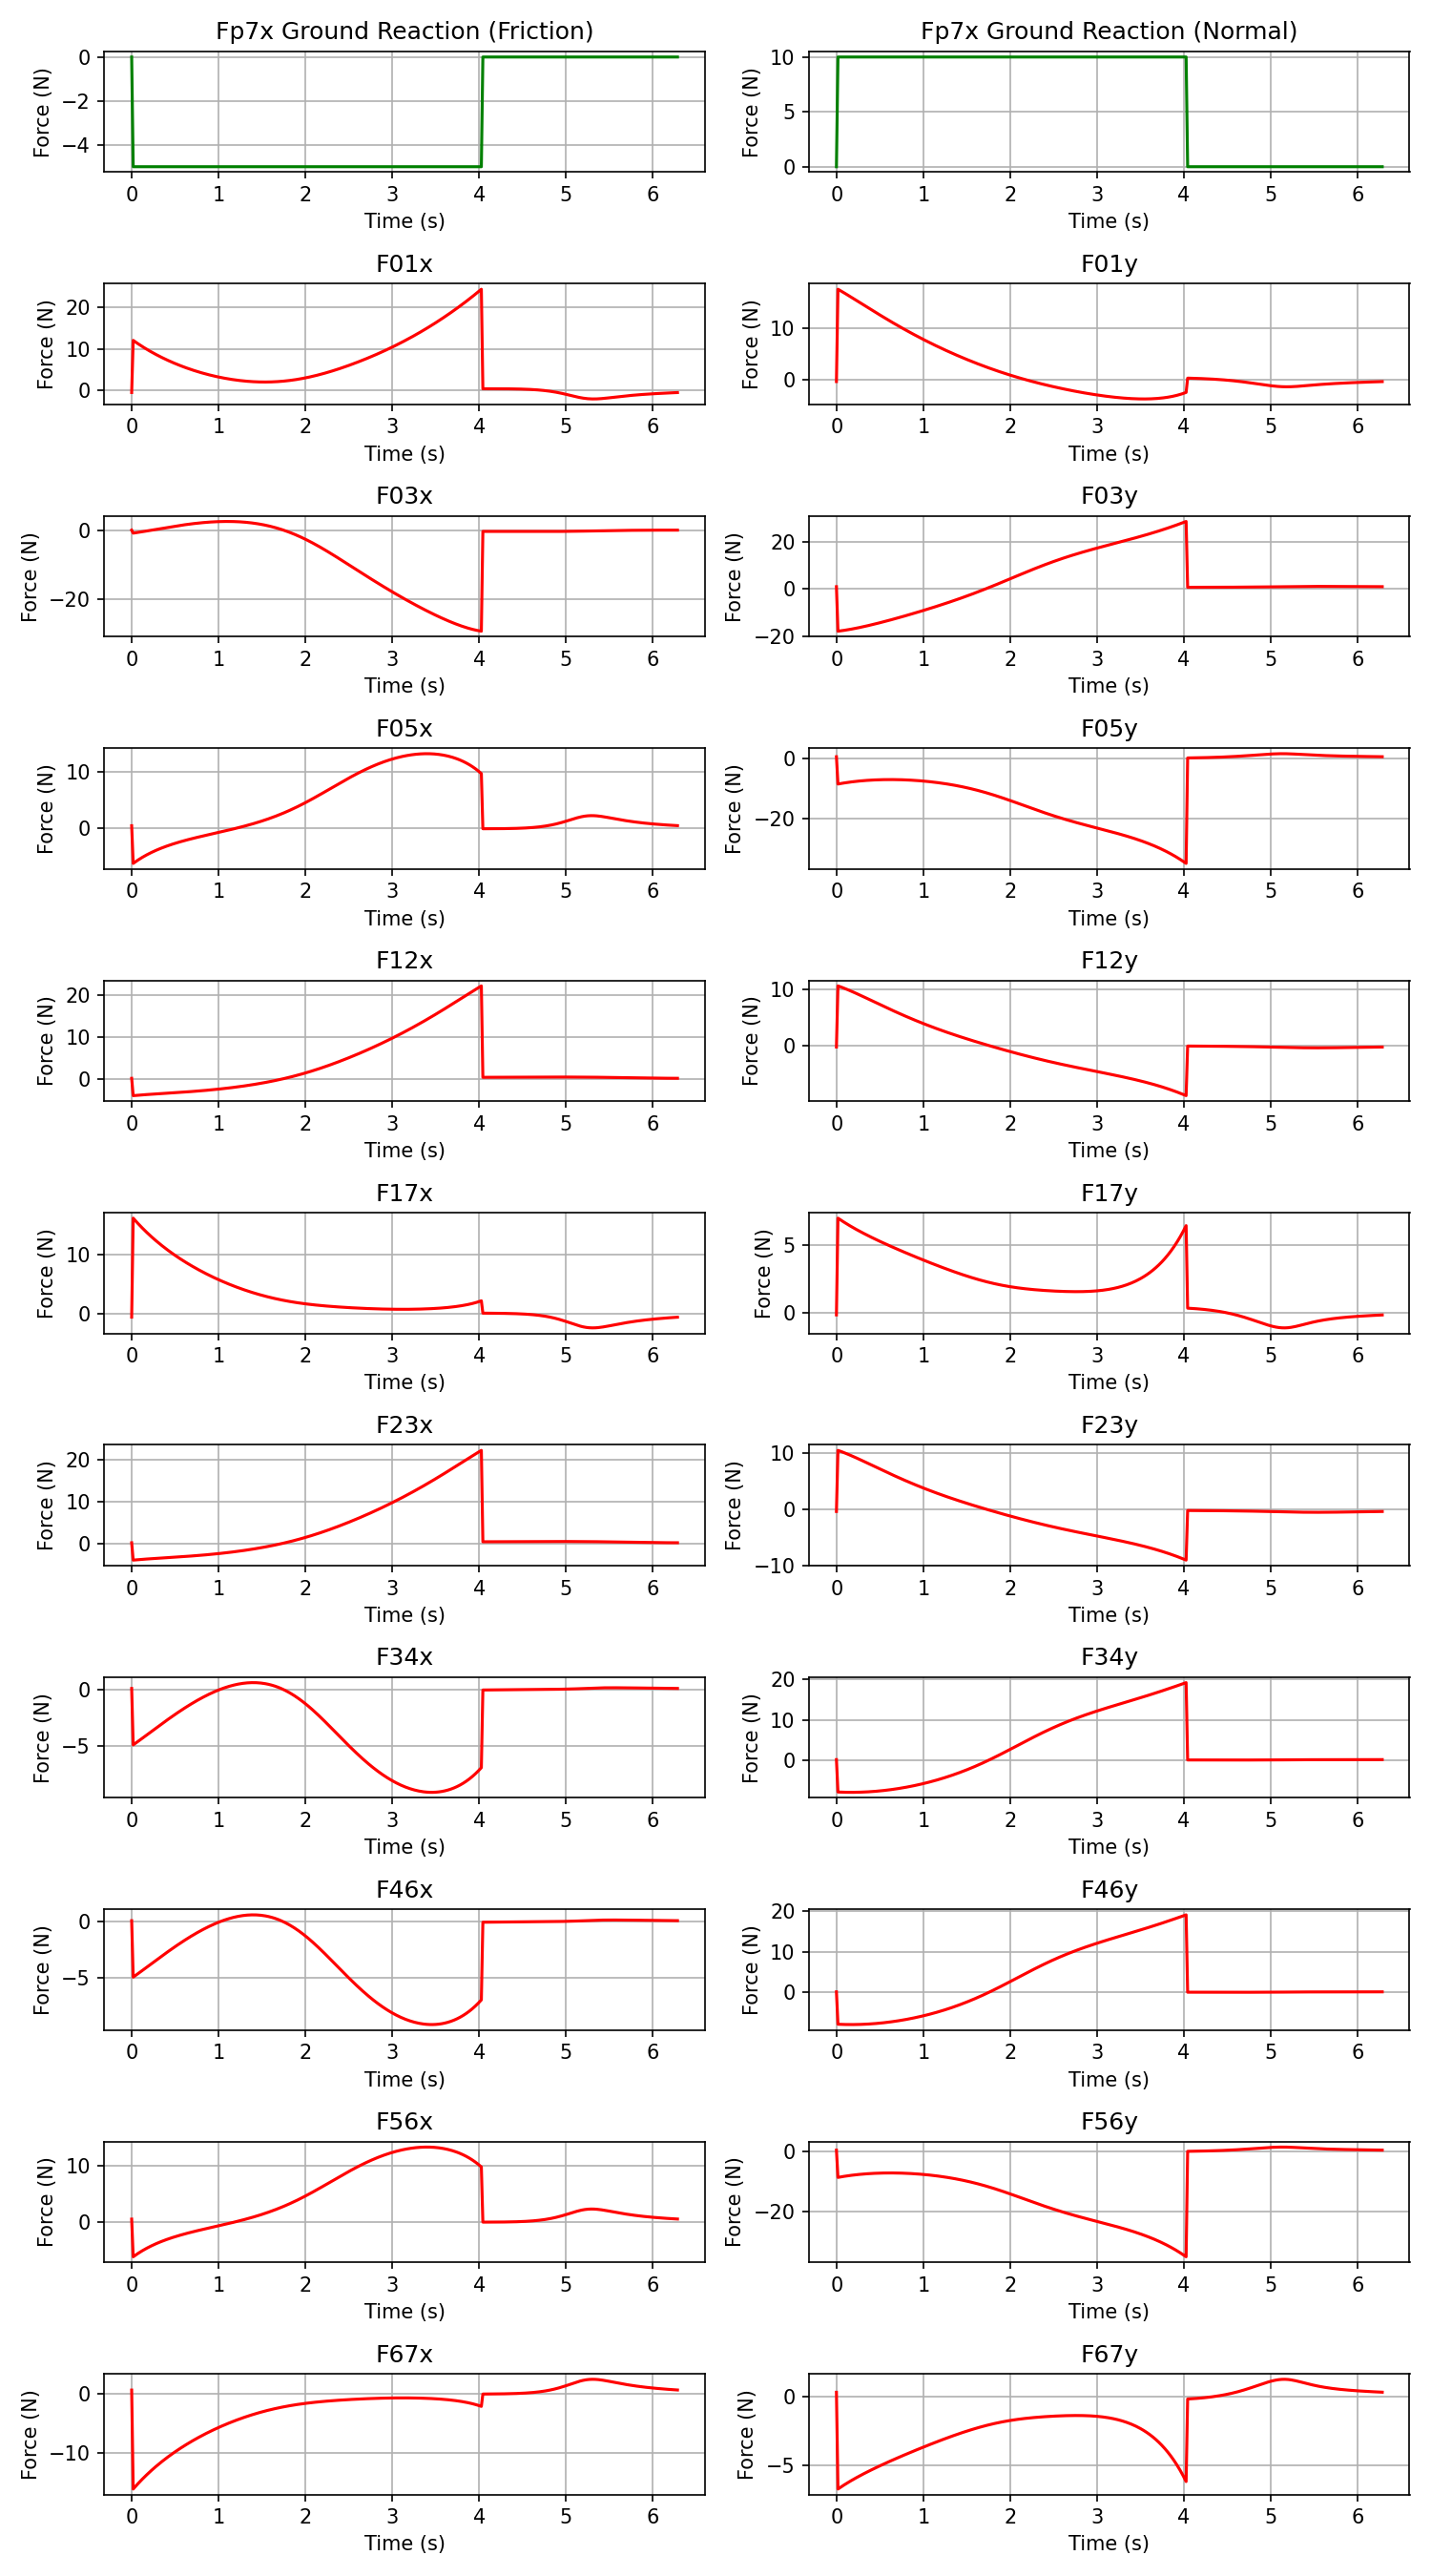 Fp7x Ground Reaction (Friction)
Force (N)
0
−2
−4
0 1 2 3 4 5 6
Time (s)
Fp7x Ground Reaction (Normal)
Force (N)
10
5
0
0 1 2 3 4 5 6
Time (s)
F01x
Force (N)
20
10
0
0 1 2 3 4 5 6
Time (s)
F01y
Force (N)
10
0
0 1 2 3 4 5 6
Time (s)
F03x
Force (N)
0
−20
0 1 2 3 4 5 6
Time (s)
F03y
Force (N)
20
0
−20
0 1 2 3 4 5 6
Time (s)
F05x
Force (N)
10
0
0 1 2 3 4 5 6
Time (s)
F05y
Force (N)
0
−20
0 1 2 3 4 5 6
Time (s)
F12x
Force (N)
20
10
0
0 1 2 3 4 5 6
Time (s)
F12y
Force (N)
10
0
0 1 2 3 4 5 6
Time (s)
F17x
Force (N)
10
0
0 1 2 3 4 5 6
Time (s)
F17y
Force (N)
5
0
0 1 2 3 4 5 6
Time (s)
F23x
Force (N)
20
10
0
0 1 2 3 4 5 6
Time (s)
F23y
Force (N)
10
0
−10
0 1 2 3 4 5 6
Time (s)
F34x
Force (N)
0
−5
0 1 2 3 4 5 6
Time (s)
F34y
Force (N)
20
10
0
0 1 2 3 4 5 6
Time (s)
F46x
Force (N)
0
−5
0 1 2 3 4 5 6
Time (s)
F46y
Force (N)
20
10
0
0 1 2 3 4 5 6
Time (s)
F56x
Force (N)
10
0
0 1 2 3 4 5 6
Time (s)
F56y
Force (N)
0
−20
0 1 2 3 4 5 6
Time (s)
F67x
Force (N)
0
−10
0 1 2 3 4 5 6
Time (s)
F67y
Force (N)
0
−5
0 1 2 3 4 5 6
Time (s)